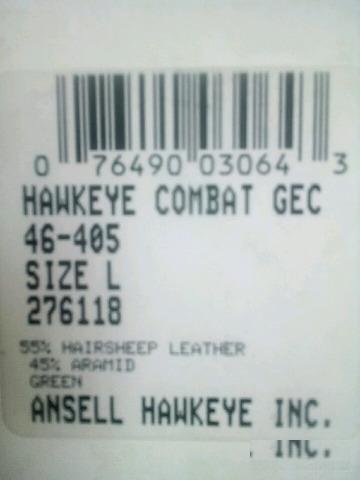 0 76490 03064 3
HAWKEYE COMBAT GEC
46-405
SIZE L
276118
55% HAIRSHEEP LEATHER
45% ARAMID
GREEN
ANSELL HAWKEYE INC.
. INC.